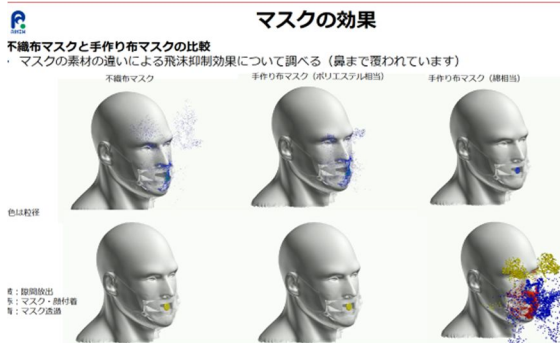 マスクの効果
不織布マスクと手作り布マスクの比較
・ マスクの素材の違いによる飛沫抑制効果について調べる（鼻まで覆われています）
不織布マスク
手作り布マスク（ポリエステル相当）
手作り布マスク（綿相当）
色は粒径
：隙間放出
：マスク・顔付着
：マスク透過